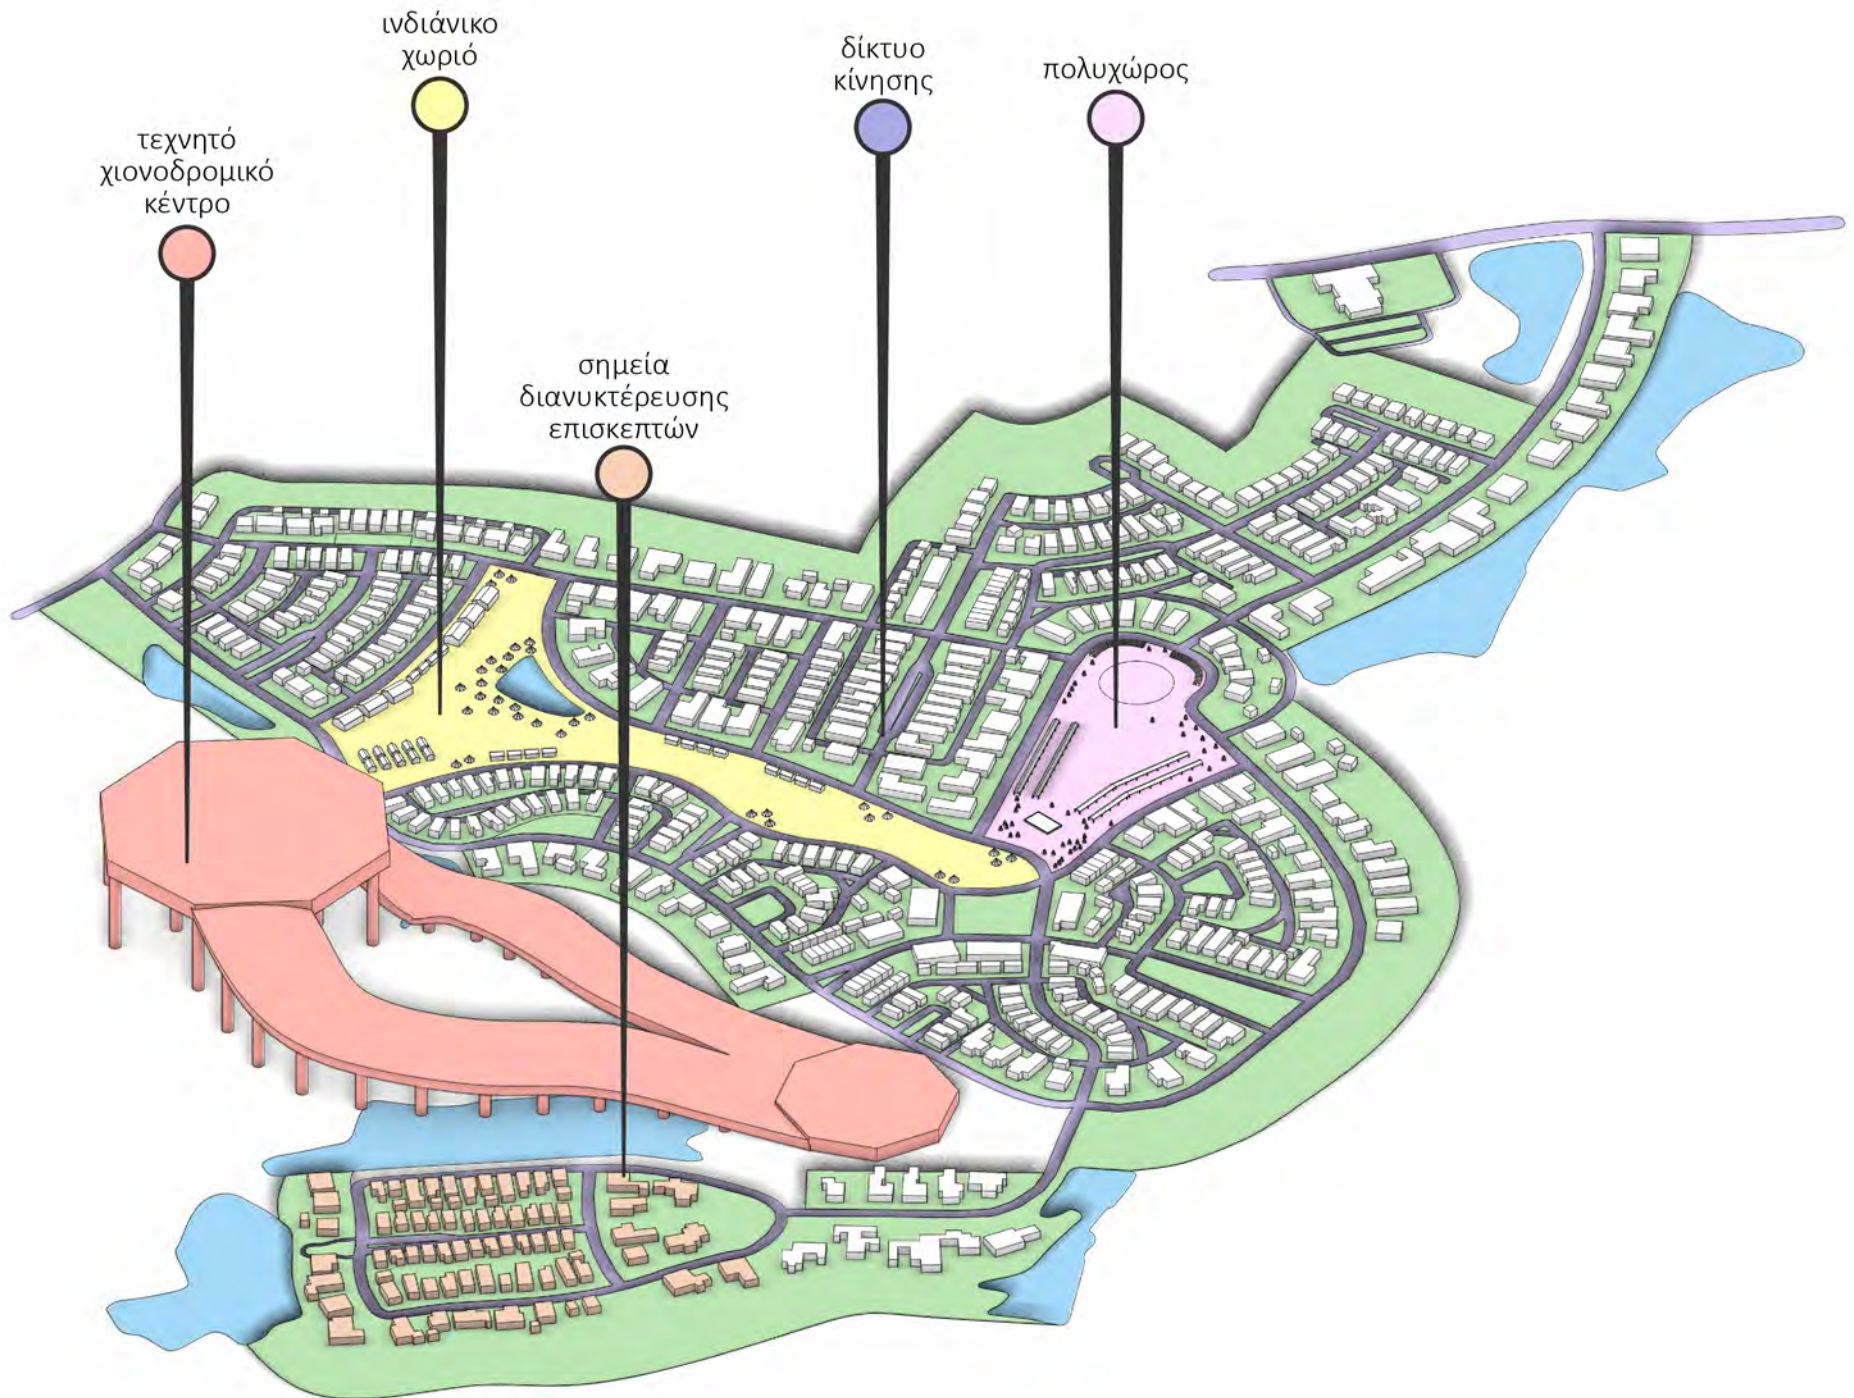 ινδιάνικο
χωριό
δίκτυο
κίνησης
πολυχώρος
τεχνητό
χιονοδρομικό
κέντρο
σημεία
διανυκτέρευσης
επισκεπτών